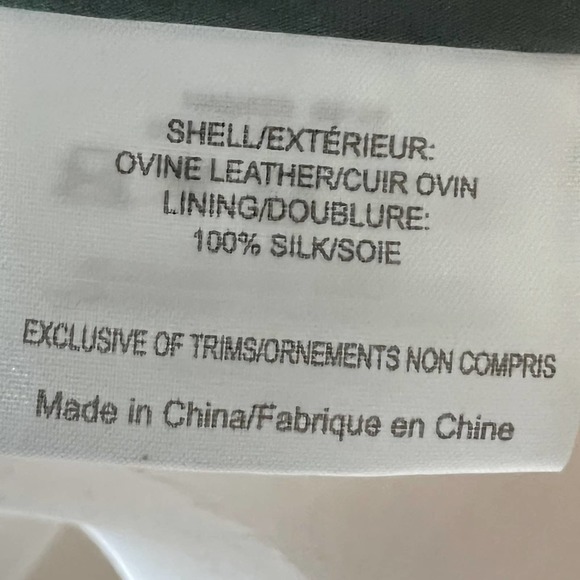 SHELL/EXTÉRIEUR:
OVINE LEATHER/CUIR OVIN
LINING/DOUBLURE:
100% SILK/SOIE
EXCLUSIVE OF TRIMS/ORNEMENTS NON COMPRIS
Made in China/Fabrique en Chine